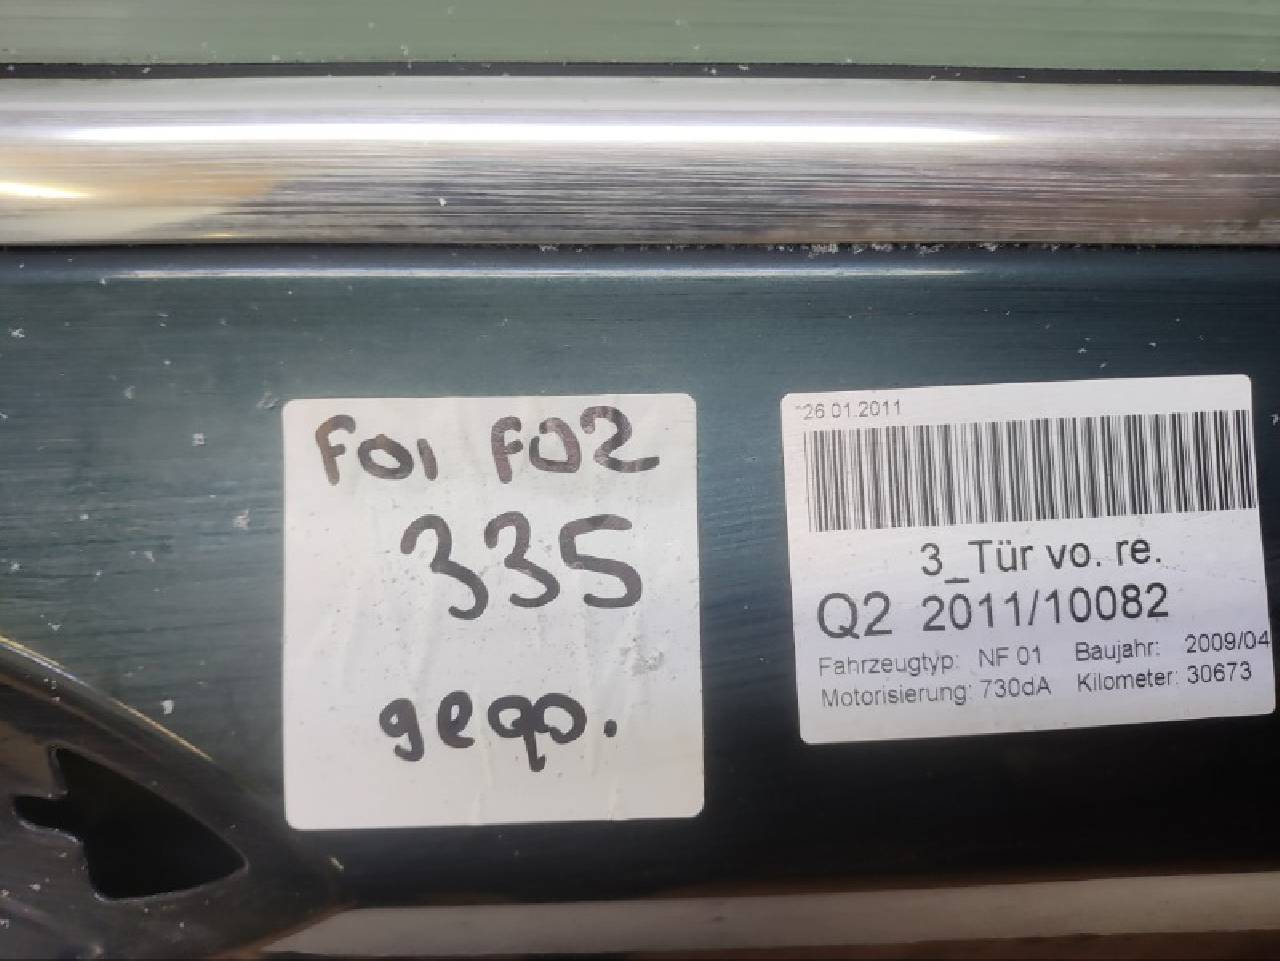 F01 F02
335
geqp.
26.01.2011
3_Tür vo. re.
Q2 2011/10082
Fahrzeugtyp: NF 01 Baujahr: 2009/04
Motorisierung: 730dA Kilometer: 30673